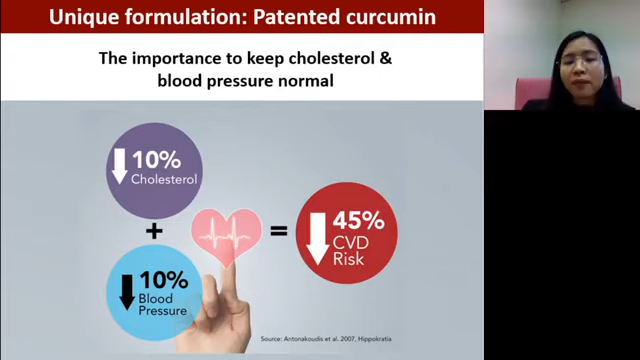 Unique formulation: Patented curcumin
The importance to keep cholesterol &
blood pressure normal
10%
Cholesterol
+
10%
Blood
Pressure
=
45%
CVD
Risk
Source: Antonakoudis et al. 2007, Hippokratia